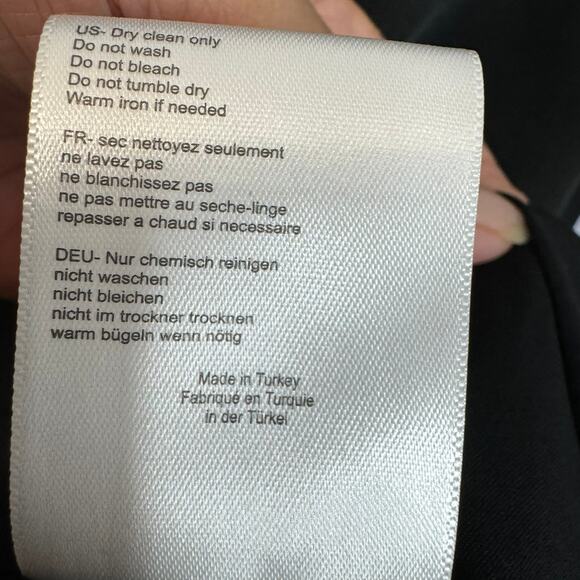 US- Dry clean only
Do not wash
Do not bleach
Do not tumble dry
Warm iron if needed
FR- sec nettoyez seulement
ne lavez pas
ne blanchissez pas
ne pas mettre au seche-linge
repasser a chaud si necessaire
DEU- Nur chemisch reinigen
nicht waschen
nicht bleichen
nicht im trockner trocknen
warm bügeln wenn nötig
Made in Turkey
Fabriqué en Turquie
in der Türkei